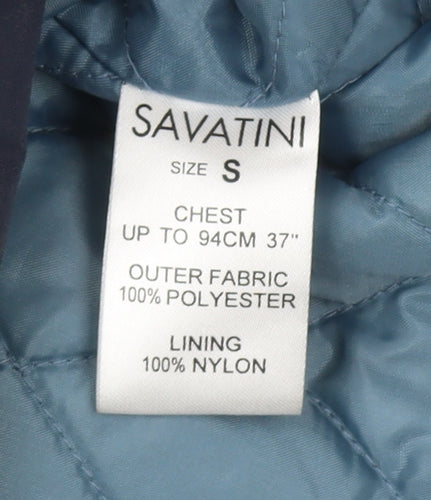 SAVATINI
SIZE S
CHEST
UP TO 94CM 37"
OUTER FABRIC
100% POLYESTER
LINING
100% NYLON